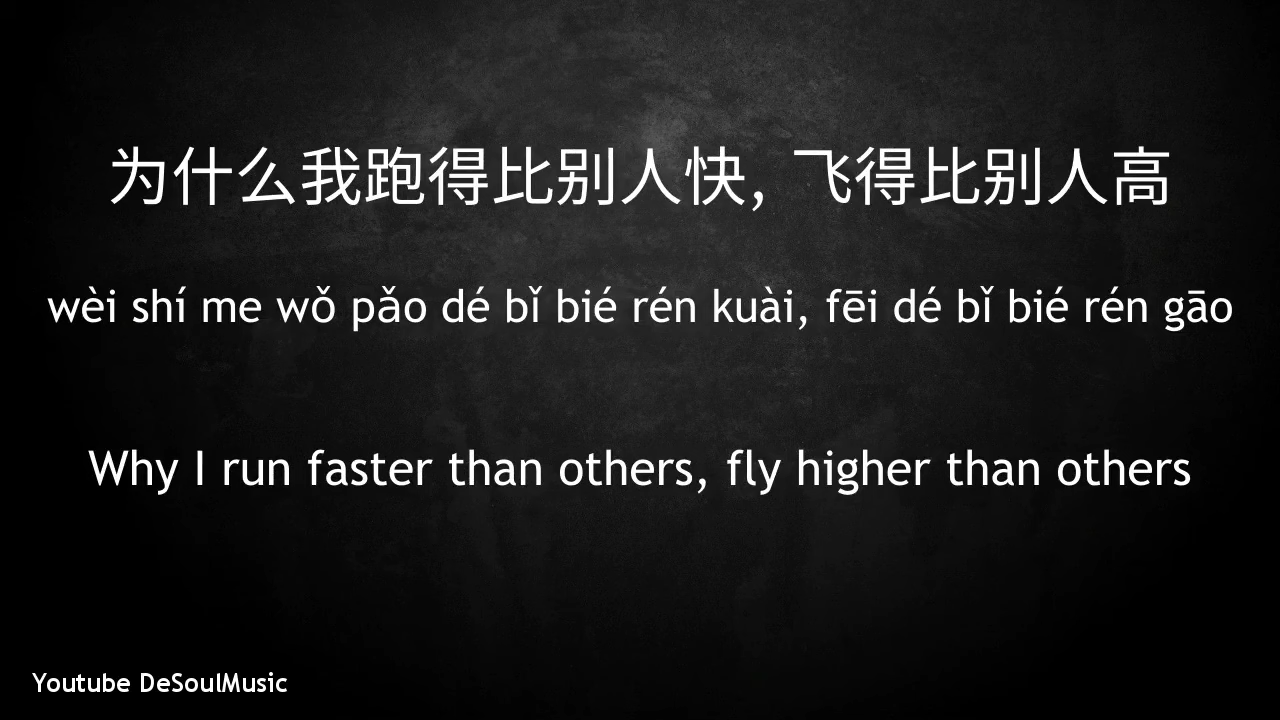 为什么我跑得比别人快, 飞得比别人高
wèi shí me wǒ pǎo dé bǐ bié rén kuài, fēi dé bǐ bié rén gāo
Why I run faster than others, fly higher than others
Youtube DeSoulMusic